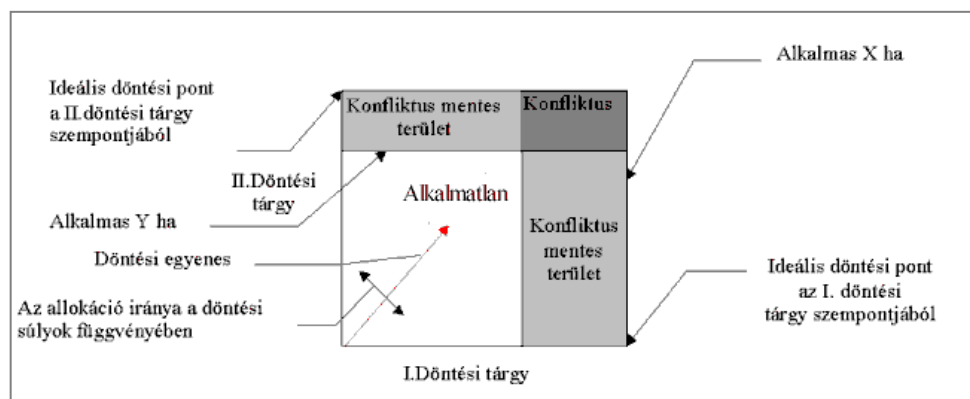 Alkalmas X ha
Ideális döntési pont
a II.döntési tárgy
szempontjából
Konfliktus mentes
terület
Konfliktus
II.Döntési
tárgy
Alkalmatlan
Alkalmas Y ha
Konfliktus
mentes
terület
Döntési egyenes
Ideális döntési pont
az I. döntési
tárgy szempontjából
Az allokáció iránya a döntési
súlyok függvényében
I.Döntési tárgy